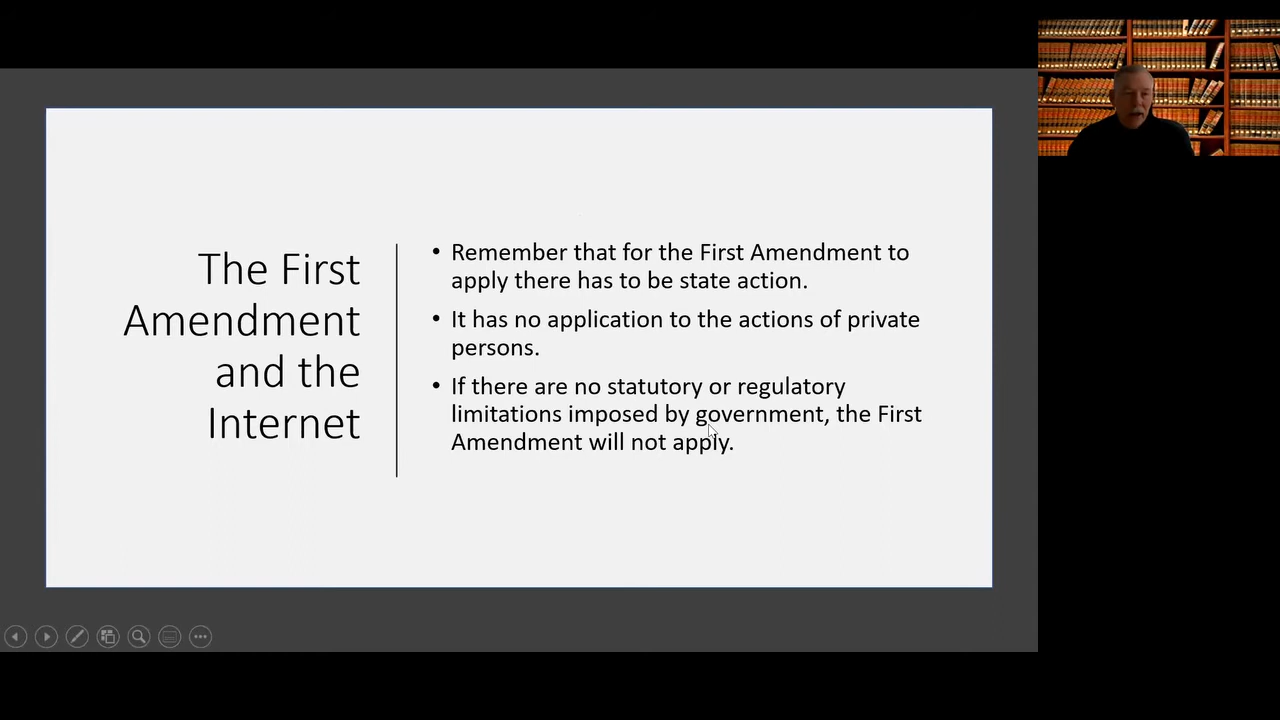 The First
Amendment
and the
Internet
• Remember that for the First Amendment to
apply there has to be state action.
• It has no application to the actions of private
persons.
• If there are no statutory or regulatory
limitations imposed by government, the First
Amendment will not apply.